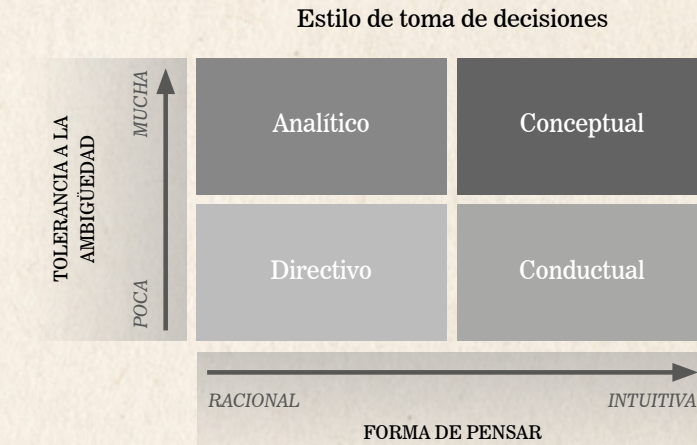 Estilo de toma de decisiones
TOLERANCIA A LA
AMBIGÜEDAD
MUCHA
POCA
Analítico
Conceptual
Directivo
Conductual
RACIONAL
INTUITIVA
FORMA DE PENSAR